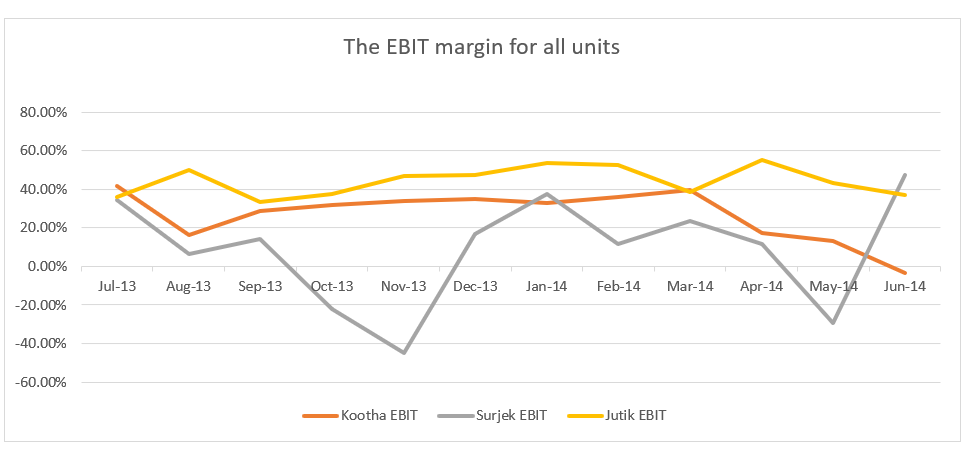 The EBIT margin for all units
80.00%
60.00%
40.00%
20.00%
0.00%
Jul-13 Aug-13 Sep-13 Oct-13 Nov-13 Dec-13 Jan-14 Feb-14 Mar-14 Apr-14 May-14 Jun-14
-20.00%
-40.00%
-60.00%
Kootha EBIT Surjek EBIT Jutik EBIT